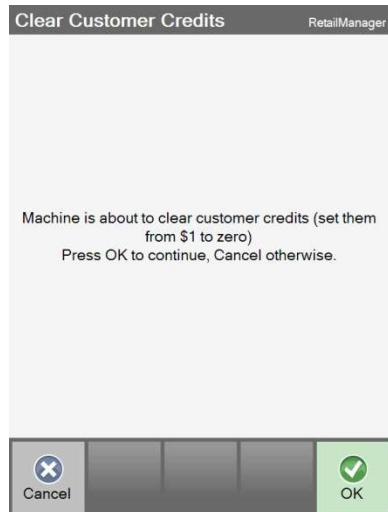 Clear Customer Credits RetailManager
Machine is about to clear customer credits (set them
from $1 to zero)
Press OK to continue, Cancel otherwise.
Cancel OK